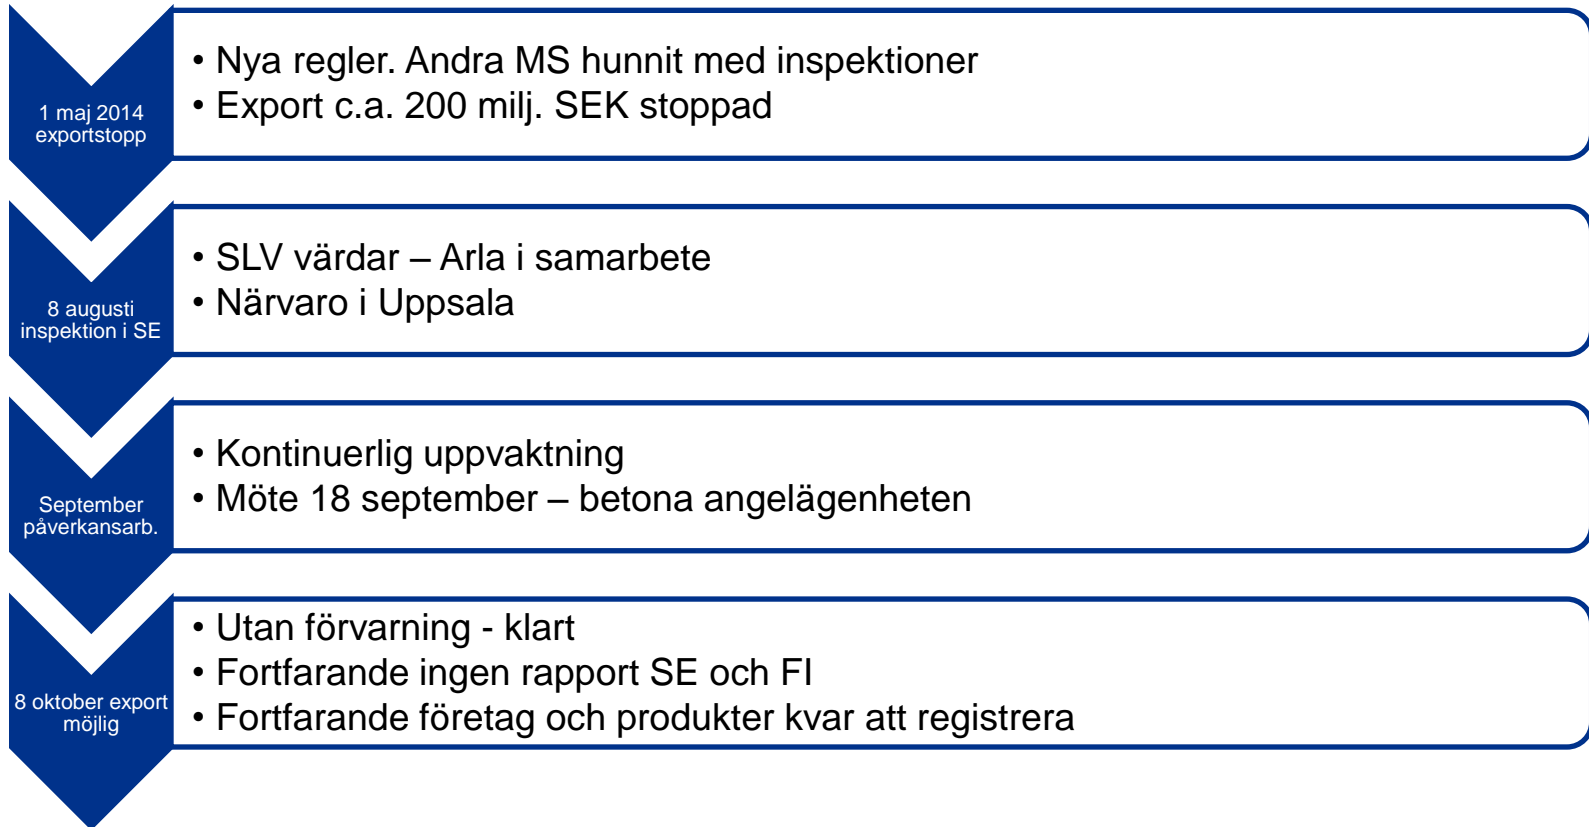 1 maj 2014
exportstopp
• Nya regler. Andra MS hunnit med inspektioner
• Export c.a. 200 milj. SEK stoppad
8 augusti
inspektion i SE
• SLV värdar – Arla i samarbete
• Närvaro i Uppsala
September
påverkansarb.
• Kontinuerlig uppvaktning
• Möte 18 september – betona angelägenheten
8 oktober export
möjlig
• Utan förvarning - klart
• Fortfarande ingen rapport SE och FI
• Fortfarande företag och produkter kvar att registrera